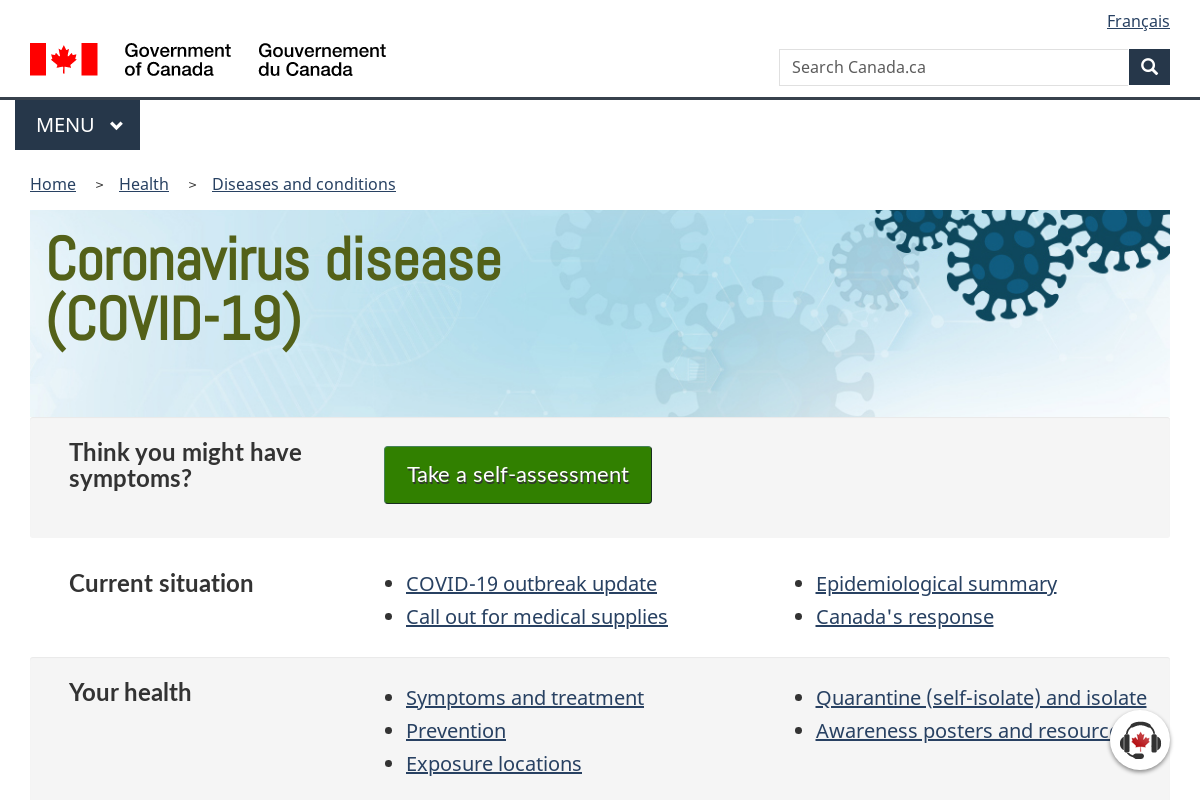 Français
Government
of Canada
Gouvernement
du Canada
Search Canada.ca
MENU
Home > Health > Diseases and conditions
Coronavirus disease
(COVID-19)
Think you might have
symptoms?
Take a self-assessment
Current situation
• COVID-19 outbreak update
• Call out for medical supplies
• Epidemiological summary
• Canada's response
Your health
• Symptoms and treatment
• Prevention
• Exposure locations
• Quarantine (self-isolate) and isolate
• Awareness posters and